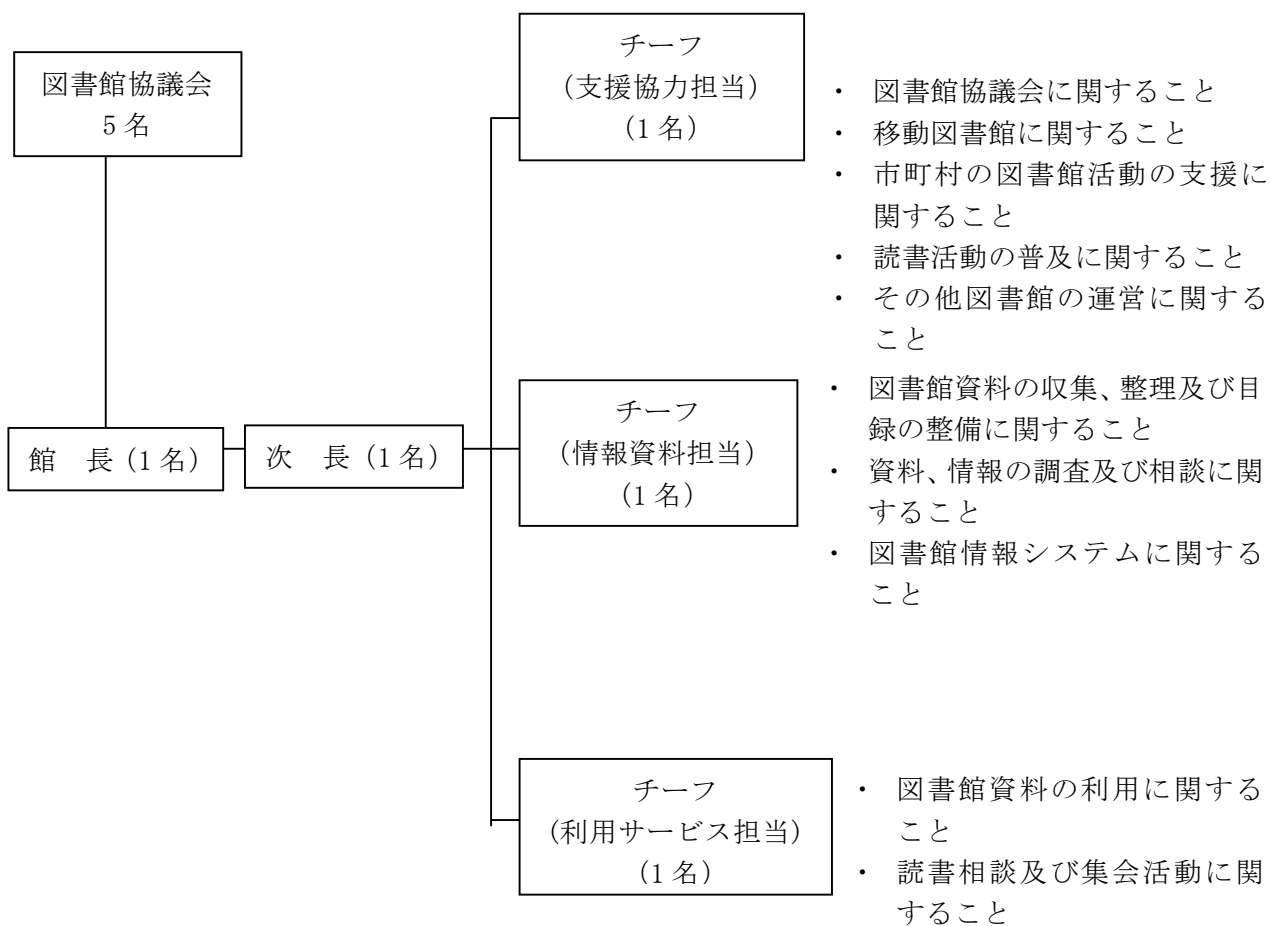 図書館協議会
5名
館 長(1名)
次 長(1名)
チーフ
(支援協力担当)
(1名)
・ 図書館協議会に関すること
・ 移動図書館に関すること
・ 市町村の図書館活動の支援に
関すること
・ 読書活動の普及に関すること
・ その他図書館の運営に関する
こと
チーフ
(情報資料担当)
(1名)
・ 図書館資料の収集、整理及び目
録の整備に関すること
・ 資料、情報の調査及び相談に関
すること
・ 図書館情報システムに関する
こと
チーフ
(利用サービス担当)
(1名)
・ 図書館資料の利用に関する
こと
・ 読書相談及び集会活動に関
すること